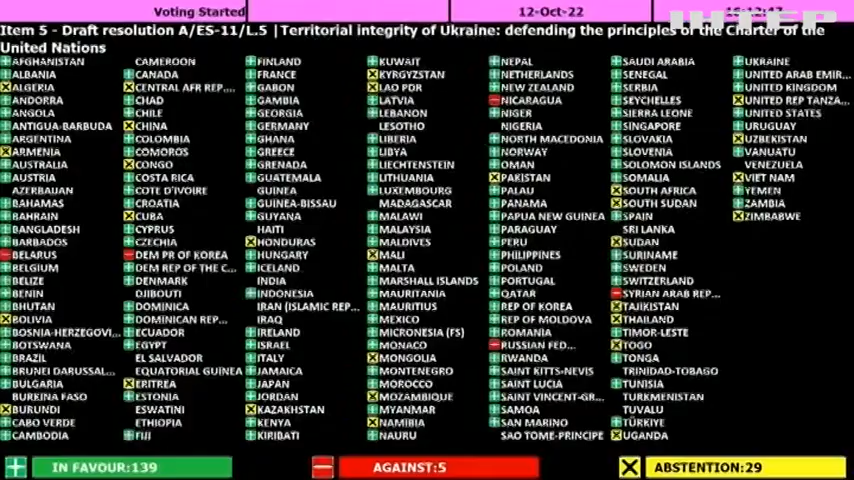 Voting Started 12-Oct-22 16:12:47
ІНТЕР
Item 5 - Draft resolution A/ES-11/L.5 | Territorial integrity of Ukraine: defending the principles of the Charter of the
United Nations
AFGHANISTAN CAMEROON FINLAND KUWAIT NEPAL SAUDI ARABIA UKRAINE
ALBANIA CANADA FRANCE KYRGYZSTAN NETHERLANDS SENEGAL UNITED ARAB EMIR...
ALGERIA CENTRAL AFR REP.... GABON LAO PDR NEW ZEALAND SERBIA UNITED KINGDOM
ANDORRA CHAD GAMBIA LATVIA NICARAGUA SEYCHELLES UNITED REP TANZA...
ANGOLA CHILE GEORGIA LEBANON NIGER SIERRA LEONE UNITED STATES
ANTIGUA-BARBUDA CHINA GERMANY LESOTHO NIGERIA SINGAPORE URUGUAY
ARGENTINA COLOMBIA GHANA LIBERIA NORTH MACEDONIA SLOVAKIA UZBEKISTAN
ARMENIA COMOROS GREECE LIBYA NORWAY SLOVENIA VANUATU
AUSTRALIA CONGO GRENADA LIECHTENSTEIN OMAN SOLOMON ISLANDS VENEZUELA
AUSTRIA COSTA RICA GUATEMALA LITHUANIA PAKISTAN SOMALIA VIET NAM
AZERBAIJAN COTE D'IVOIRE GUINEA LUXEMBOURG PALAU SOUTH AFRICA YEMEN
BAHAMAS CROATIA GUINEA-BISSAU MADAGASCAR PANAMA SOUTH SUDAN ZAMBIA
BAHRAIN CUBA GUYANA MALAWI PAPUA NEW GUINEA SPAIN ZIMBABWE
BANGLADESH CYPRUS HAITI MALAYSIA PARAGUAY SRI LANKA
BARBADOS CZECHIA HONDURAS MALDIVES PERU SUDAN
BELARUS DEM PR OF KOREA HUNGARY MALI PHILIPPINES SURINAME
BELGIUM DEM REP OF THE C... ICELAND MALTA POLAND SWEDEN
BELIZE DENMARK INDIA MARSHALL ISLANDS PORTUGAL SWITZERLAND
BENIN DJIBOUTI INDONESIA MAURITANIA QATAR SYRIAN ARAB REP...
BHUTAN DOMINICA IRAN (ISLAMIC REP... MAURITIUS REP OF KOREA TAJIKISTAN
BOLIVIA DOMINICAN REP... IRAQ MEXICO REP OF MOLDOVA THAILAND
BOSNIA-HERZEGOVI... ECUADOR IRELAND MICRONESIA (FS) ROMANIA TIMOR-LESTE
BOTSWANA EGYPT ISRAEL MONACO RUSSIAN FED... TOGO
BRAZIL EL SALVADOR ITALY MONGOLIA RWANDA TONGA
BRUNEI DARUSSAL... EQUATORIAL GUINEA JAMAICA MONTENEGRO SAINT KITTS-NEVIS TRINIDAD-TOBAGO
BULGARIA ERITREA JAPAN MOROCCO SAINT LUCIA TUNISIA
BURKINA FASO ESTONIA JORDAN MOZAMBIQUE SAINT VINCENT-GR... TURKMENISTAN
BURUNDI ESWATINI KAZAKHSTAN MYANMAR SAMOA TUVALU
CABO VERDE ETHIOPIA KENYA NAMIBIA SAN MARINO TÜRKIYE
CAMBODIA FIJI KIRIBATI NAURU SAO TOME-PRINCIPE UGANDA
IN FAVOUR:139 AGAINST:5 ABSTENTION:29